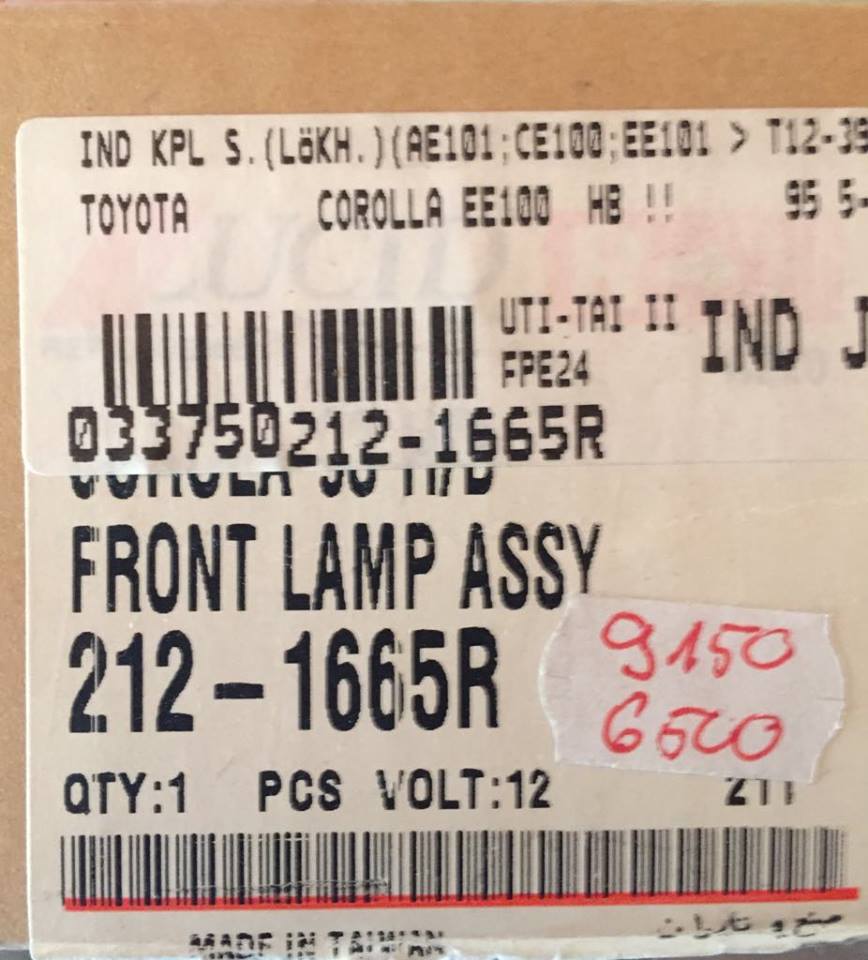 IND KPL S.(LöKH.)(AE101;CE100;EE101 > T12-39
TOYOTA COROLLA EE100 HB !! 95 5-
UTI-TAI II
FPE24
IND J
033750212-1665R
FRONT LAMP ASSY
212-1665R
9150
6500
QTY:1 PCS VOLT:12
MADE IN TAIWAN